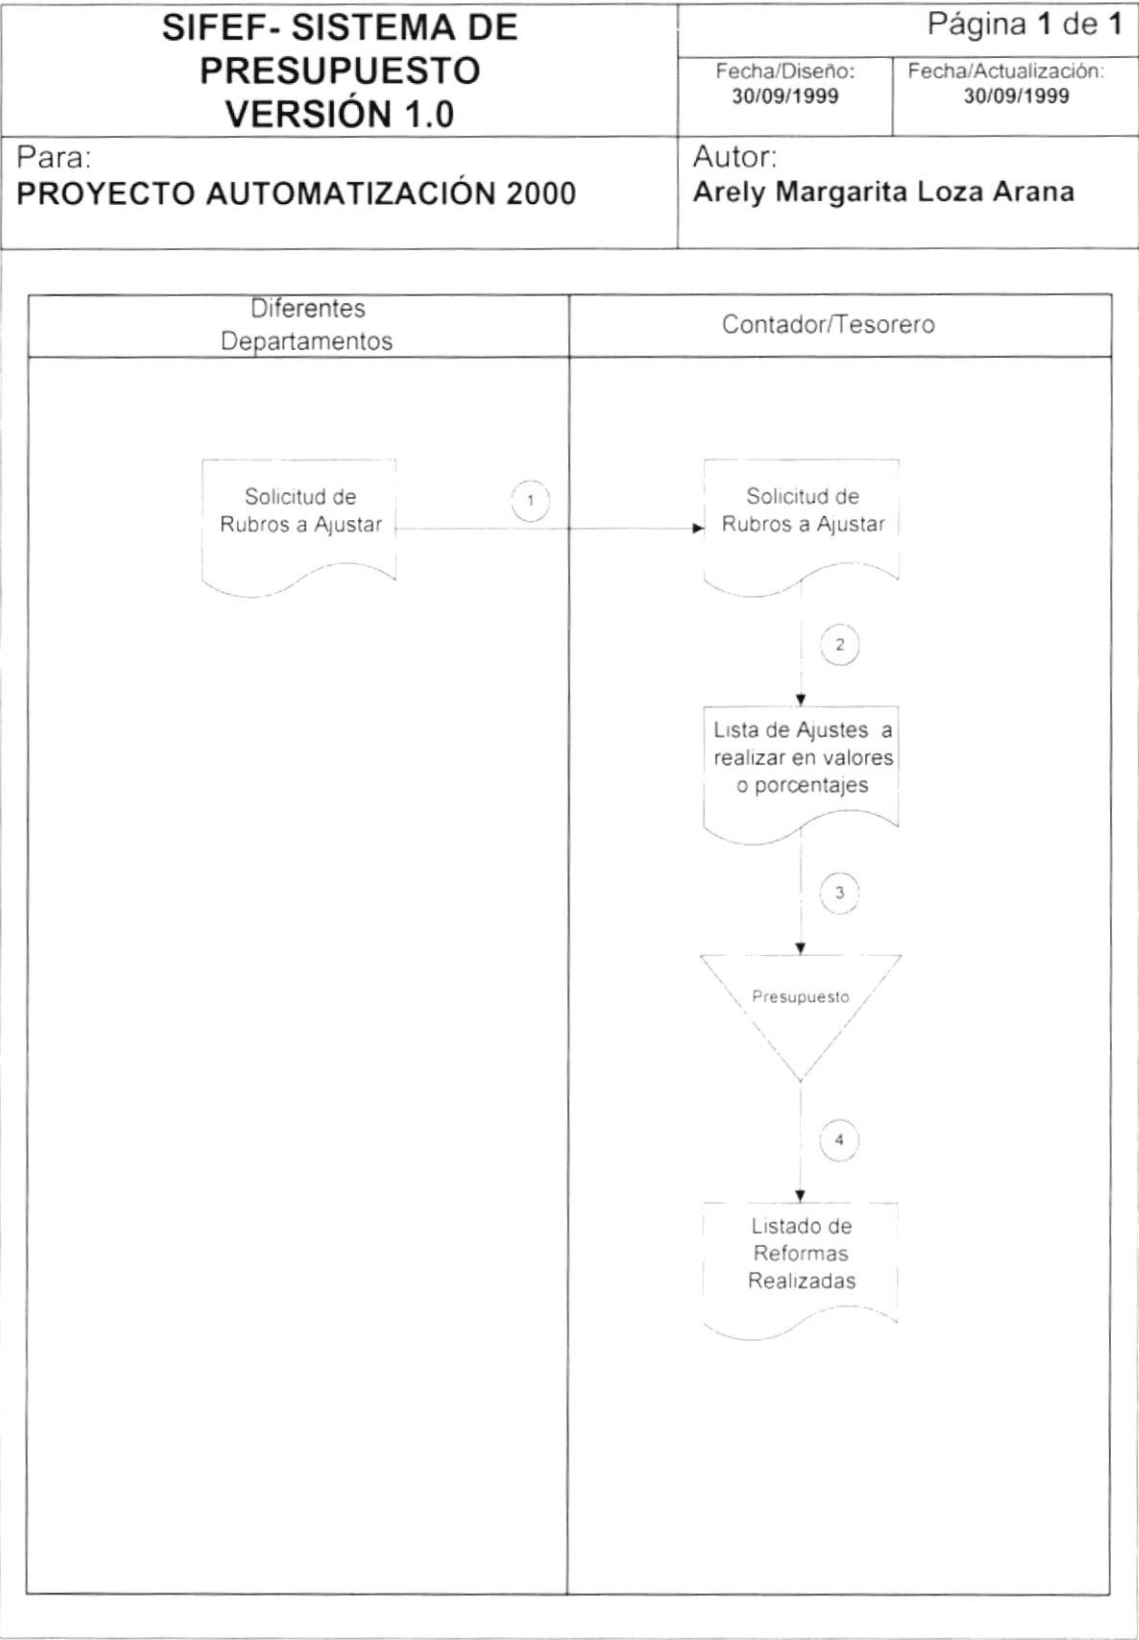 SIFEF- SISTEMA DE
PRESUPUESTO
VERSIÓN 1.0
Página 1 de 1
Fecha/Diseño:
30/09/1999
Fecha/Actualización:
30/09/1999
Para:
PROYECTO AUTOMATIZACIÓN 2000
Autor:
Arely Margarita Loza Arana
Diferentes
Departamentos
Contador/Tesorero
Solicitud de
Rubros a Ajustar
1
Solicitud de
Rubros a Ajustar
2
Lista de Ajustes a
realizar en valores
o porcentajes
3
Presupuesto
4
Listado de
Reformas
Realizadas